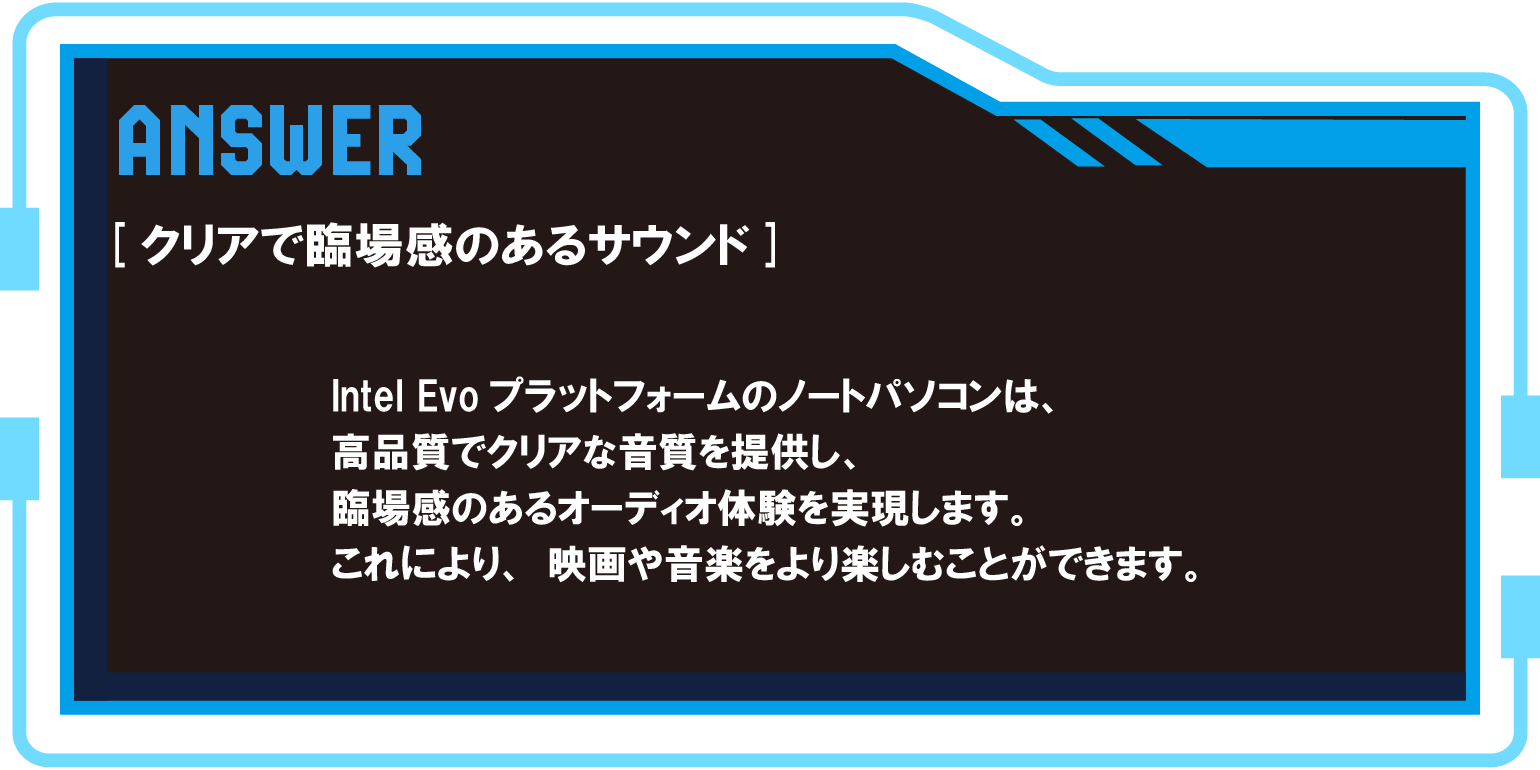 ANSWER
[ クリアで臨場感のあるサウンド ]
Intel Evo プラットフォームのノートパソコンは、
高品質でクリアな音質を提供し、
臨場感のあるオーディオ体験を実現します。
これにより、 映画や音楽をより楽しむことができます。